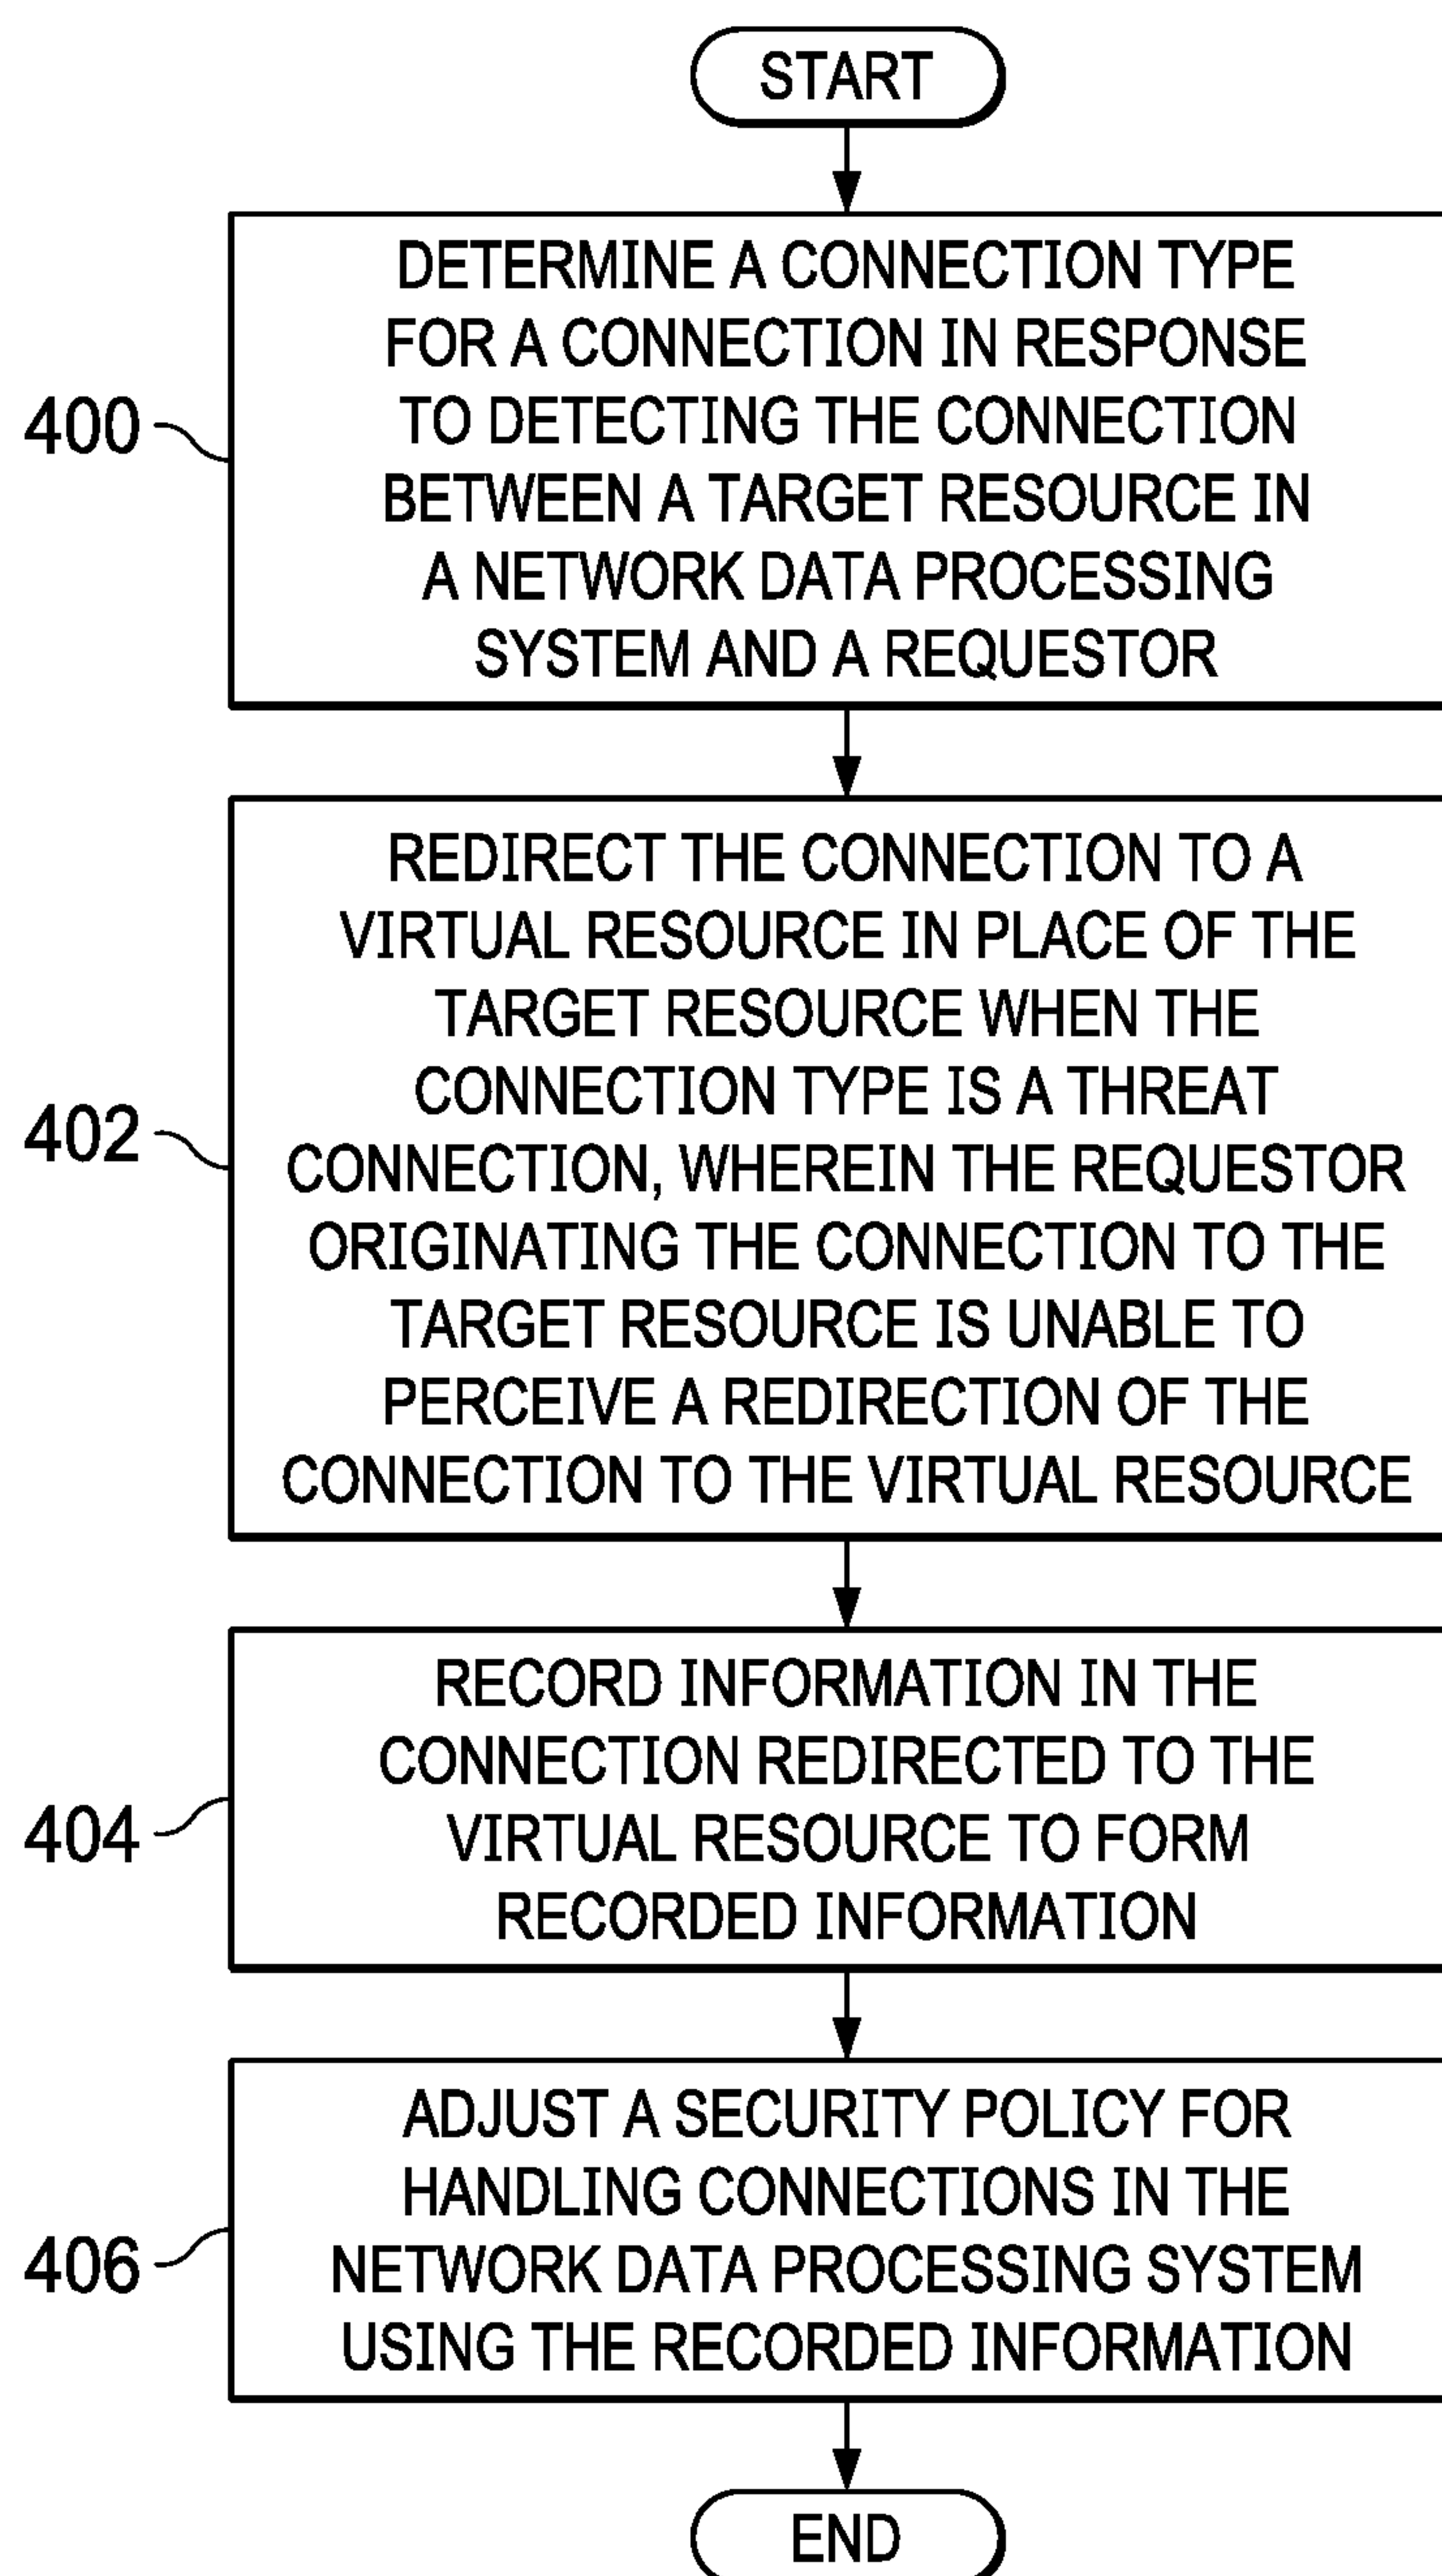 START
DETERMINE A CONNECTION TYPE
FOR A CONNECTION IN RESPONSE
TO DETECTING THE CONNECTION
BETWEEN A TARGET RESOURCE IN
A NETWORK DATA PROCESSING
SYSTEM AND A REQUESTOR
400
REDIRECT THE CONNECTION TO A
VIRTUAL RESOURCE IN PLACE OF THE
TARGET RESOURCE WHEN THE
CONNECTION TYPE IS A THREAT
CONNECTION, WHEREIN THE REQUESTOR
ORIGINATING THE CONNECTION TO THE
TARGET RESOURCE IS UNABLE TO
PERCEIVE A REDIRECTION OF THE
CONNECTION TO THE VIRTUAL RESOURCE
402
RECORD INFORMATION IN THE
CONNECTION REDIRECTED TO THE
VIRTUAL RESOURCE TO FORM
RECORDED INFORMATION
404
ADJUST A SECURITY POLICY FOR
HANDLING CONNECTIONS IN THE
NETWORK DATA PROCESSING SYSTEM
USING THE RECORDED INFORMATION
406
END